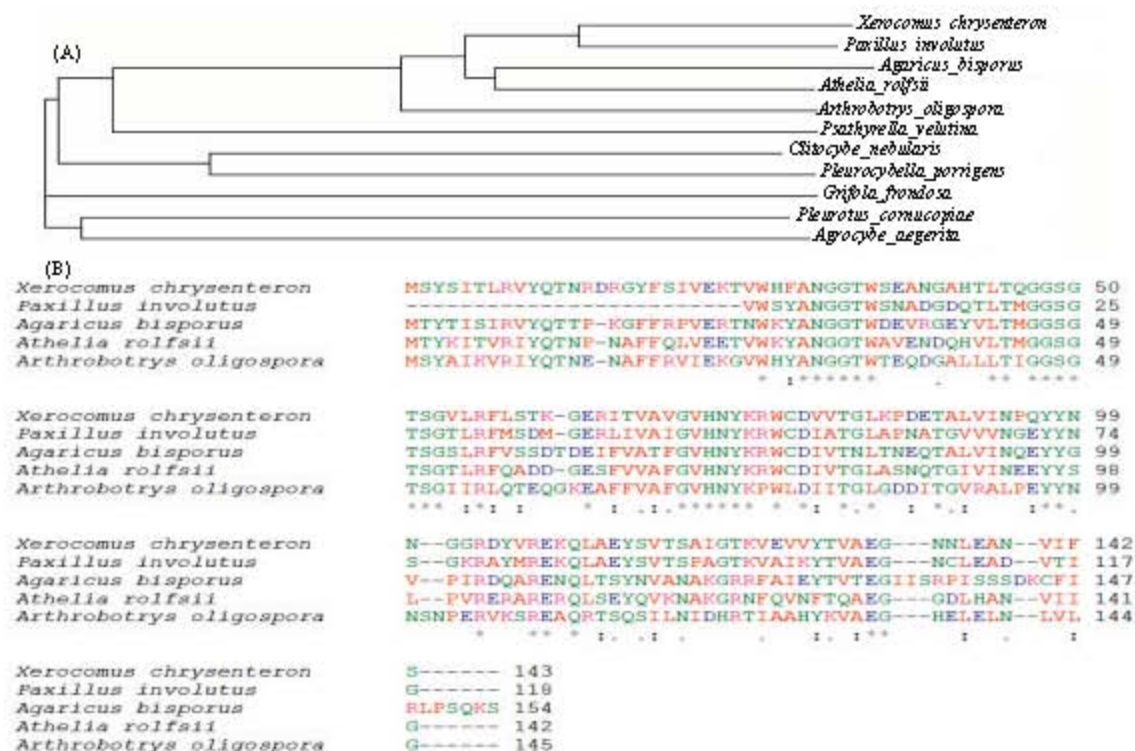 (A)
Xerocomus chrysenteron
Paxillus involutus
Agaricus_bisporus
Athelia_rolfsii
Arthrobotrys_oligospora
Psathyrella_velutina
Clitocybe_nebularis
Pleurocybella_porrigens
Grifola_frondosa
Pleurotus_cornucopiae
Agrocybe_aegerita
(B)
Xerocomus chrysenteron MSYSITLRVYQTNRDRGYFSIVEKTVWHFANGGTWSEANGAHTLTQGGSG 50
Paxillus involutus ----------------------------VWSYANGGTWSNADGDQTLTMGGSG 25
Agaricus bisporus MTYTISIRVYQTTP-KGFFRPVERTNWKYANGGTWDEVRGEYVLTMGGSG 49
Athelia rolfsii MTYKITVRIYQTNP-NAFFQLVEETVWKYANGGTWAVENDQHVLTMGGSG 49
Arthrobotrys oligospora MSYAIKVRIYQTNE-NAFFRVIEKGVWHYANGGTWTEQDGALLLTIGGSG 49
* :****** . ** ****
Xerocomus chrysenteron TSGVLRFLSTK-GERITVAVGVHNYKRWCDVVTGLKPDETALVINPQYYN 99
Paxillus involutus TSGTLRFMSDM-GERLIVAIGVHNYKRWCDIATGLAPNATGVVVNGEYYN 74
Agaricus bisporus TSGSLRFVSSDTDEIFVATFGVHNYKRWCDIVTNLTNEQTALVINQEYYG 99
Athelia rolfsii TSGTLRFQADD-GESFVVAFGVHNYKRWCDIVTGLASNQTGIVINEEYYS 98
Arthrobotrys oligospora TSGIIRLQTEQGKEAFFVAFGVHNYKPWLDIITGLGDDITGVRALPEYYN 99
*** :*: : * . .:****** * *: *.* : *.: . :**.
Xerocomus chrysenteron N--GGRDYVREKQLAEYSVTSAIGTKVEVVYTVAEG---NNLEAN--VIF 142
Paxillus involutus S--GKRAYMREKQLAEYSVTSPAGTKVAIKYTVAEG---NCLEAD--VTI 117
Agaricus bisporus V--PIRDQARENQLTSYNVANAKGRRFAIEYTVTEGIISRPISSSDKCFI 147
Athelia rolfsii L--PVRERARERQLSEYQVKNAKGRNFQVNFTQAEG---GDLHAN--VII 141
Arthrobotrys oligospora NSNPERVKSREAQRTSQSILNIDHRTIAAHYKVAEG---HELELN--LVL 144
* ** * :. .: . . :. :** : . :
Xerocomus chrysenteron S------ 143
Paxillus involutus G------ 118
Agaricus bisporus RLPSQKS 154
Athelia rolfsii G------ 142
Arthrobotrys oligospora G------ 145